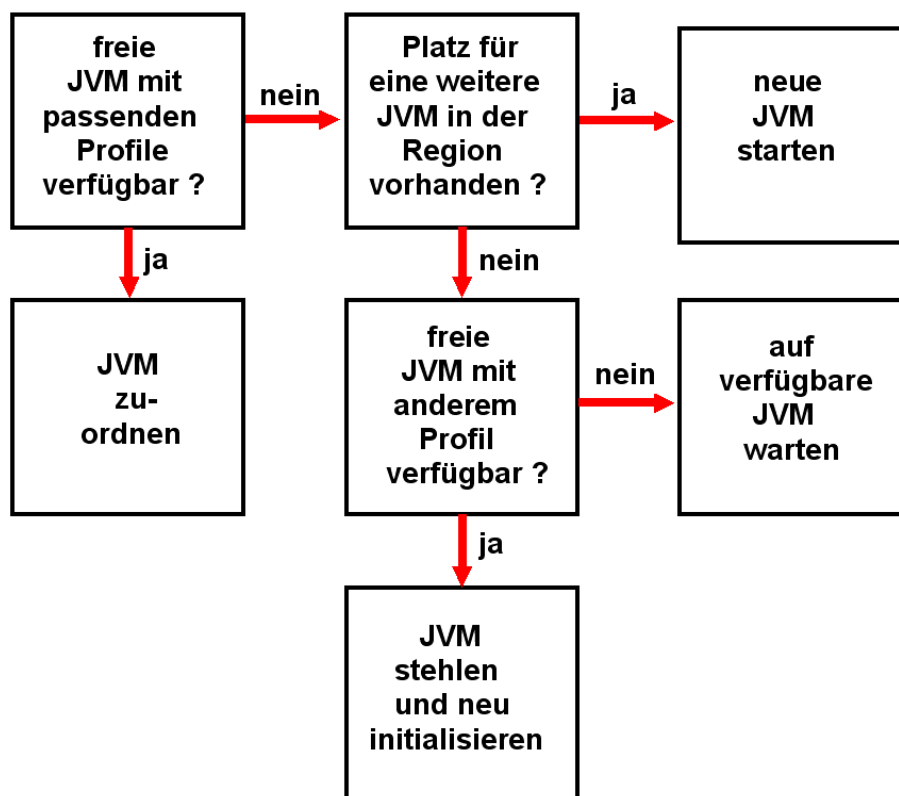 freie
JVM mit
passenden
Profile
verfügbar ?
nein
Platz für
eine weitere
JVM in der
Region
vorhanden ?
ja
neue
JVM
starten
ja
nein
JVM
zu-
ordnen
freie
JVM mit
anderem
Profil
verfügbar ?
nein
auf
verfügbare
JVM
warten
ja
JVM
stehlen
und neu
initialisieren